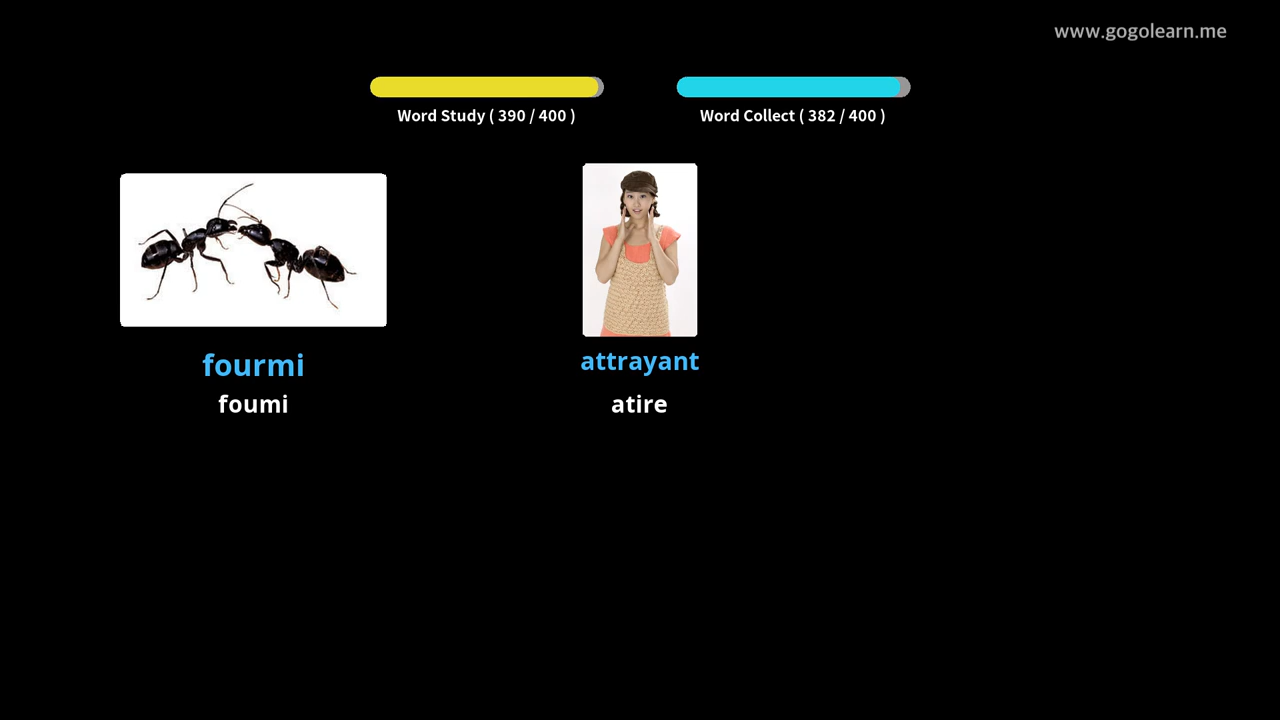 www.gogolearn.me
Word Study ( 390 / 400 )
Word Collect ( 382 / 400 )
fourmi
foumi
attrayant
atire